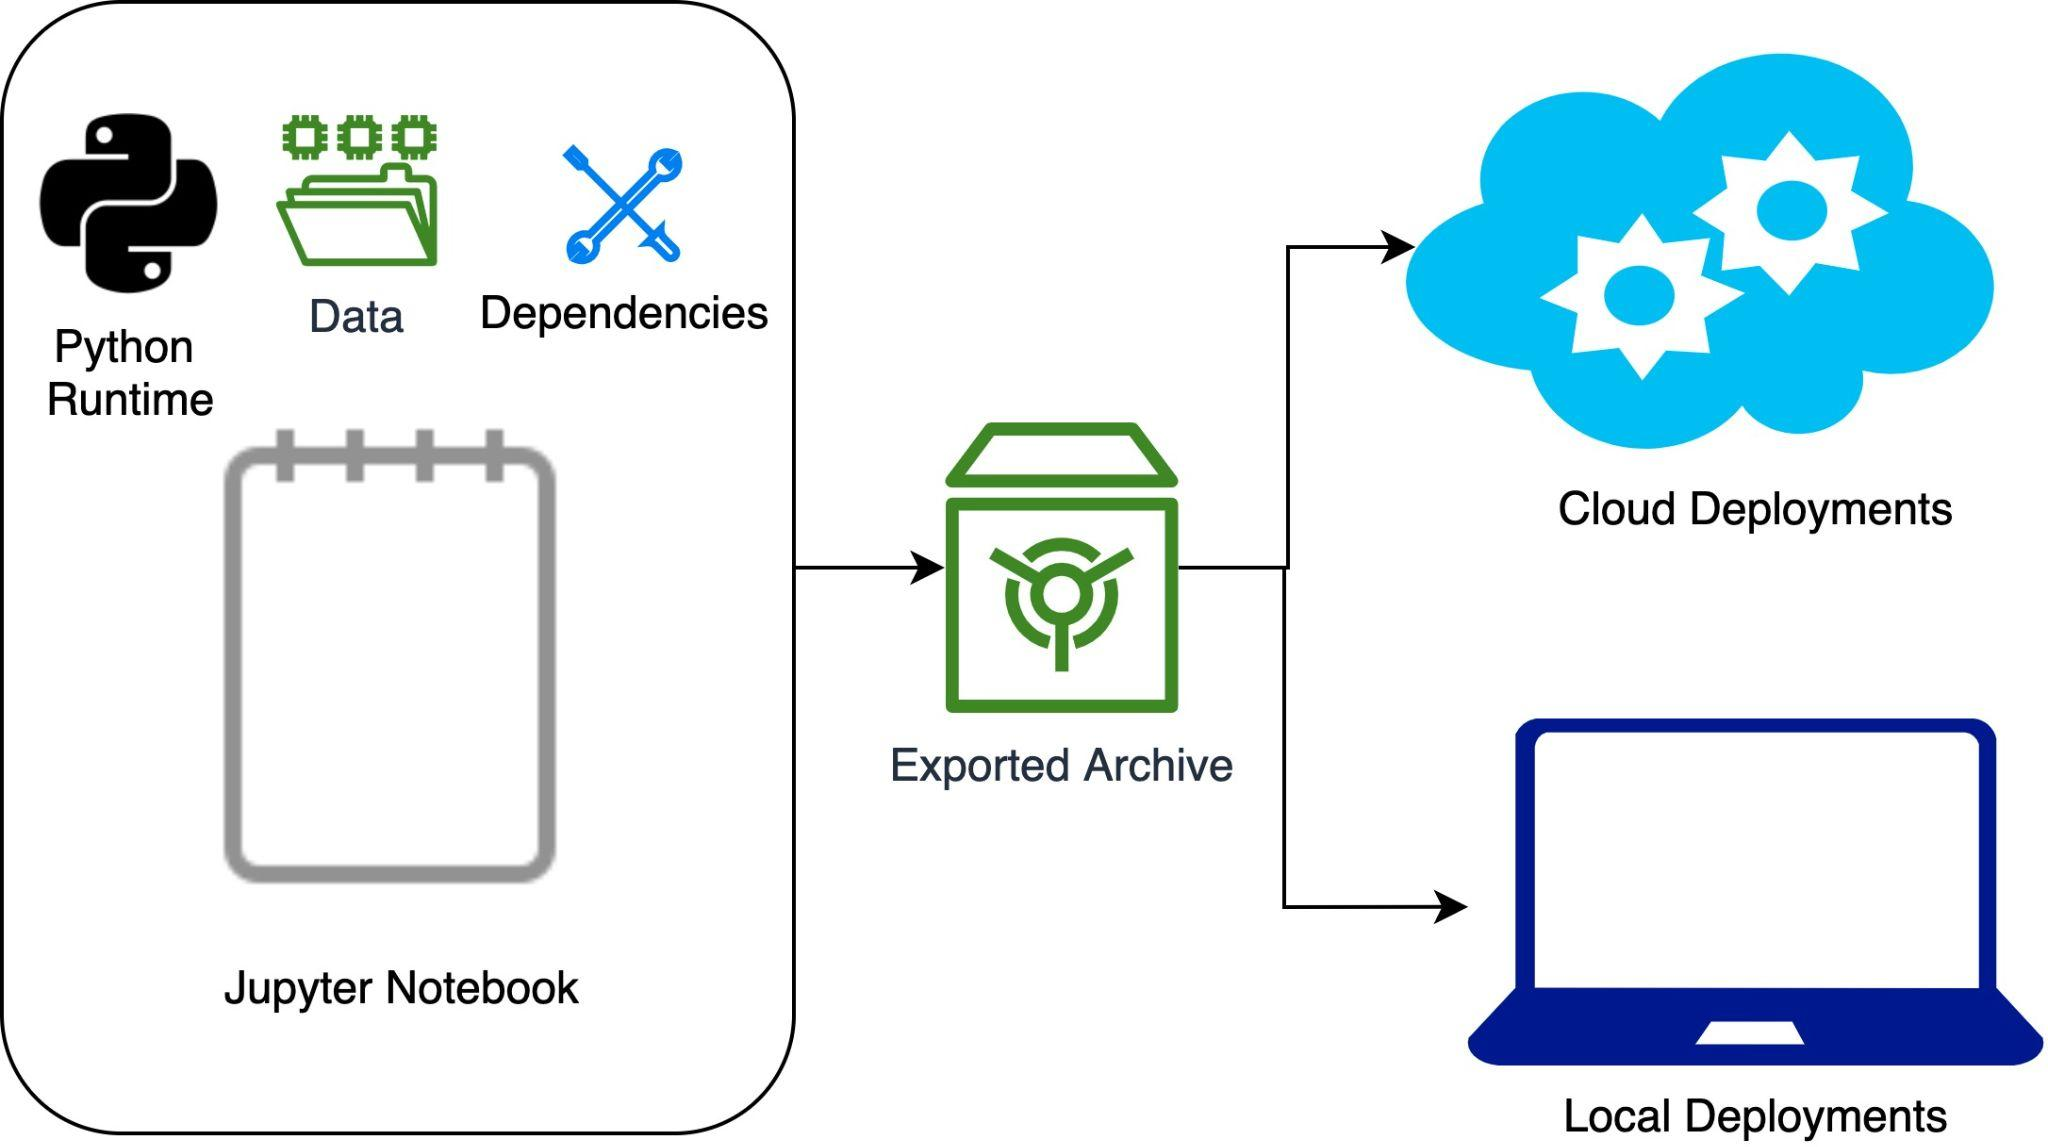 Python
Runtime
Data
Dependencies
Jupyter Notebook
Exported Archive
Cloud Deployments
Local Deployments